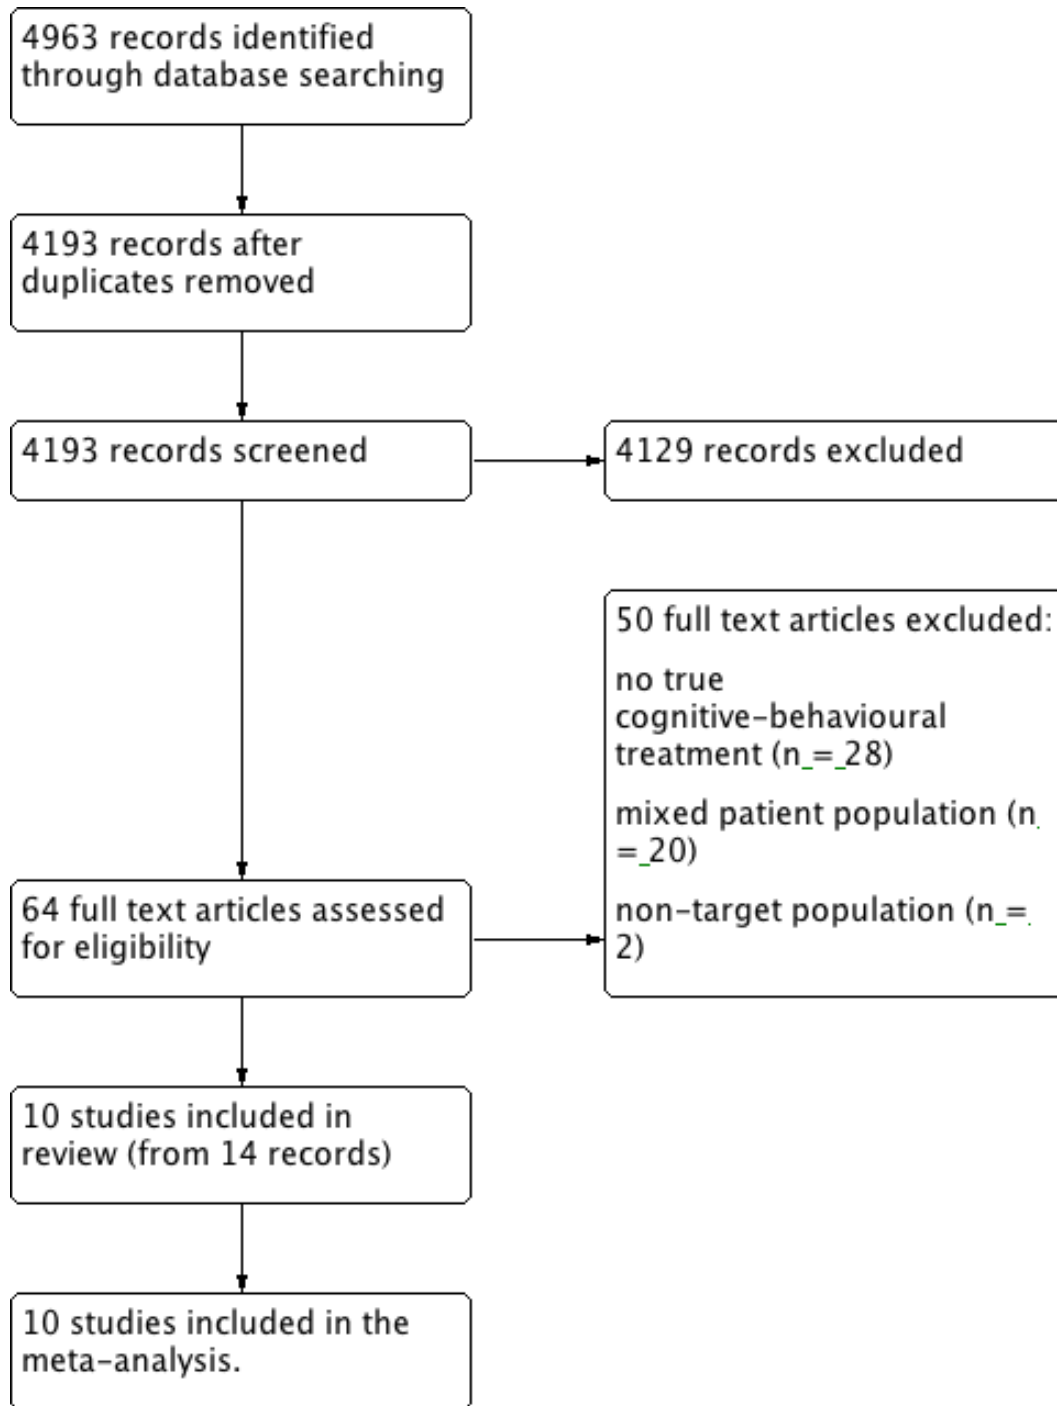 4963 records identified
through database searching
4193 records after
duplicates removed
4193 records screened
4129 records excluded
50 full text articles excluded:
no true
cognitive-behavioural
treatment (n = 28)
mixed patient population (n
= 20)
non-target population (n =
2)
64 full text articles assessed
for eligibility
10 studies included in
review (from 14 records)
10 studies included in the
meta-analysis.